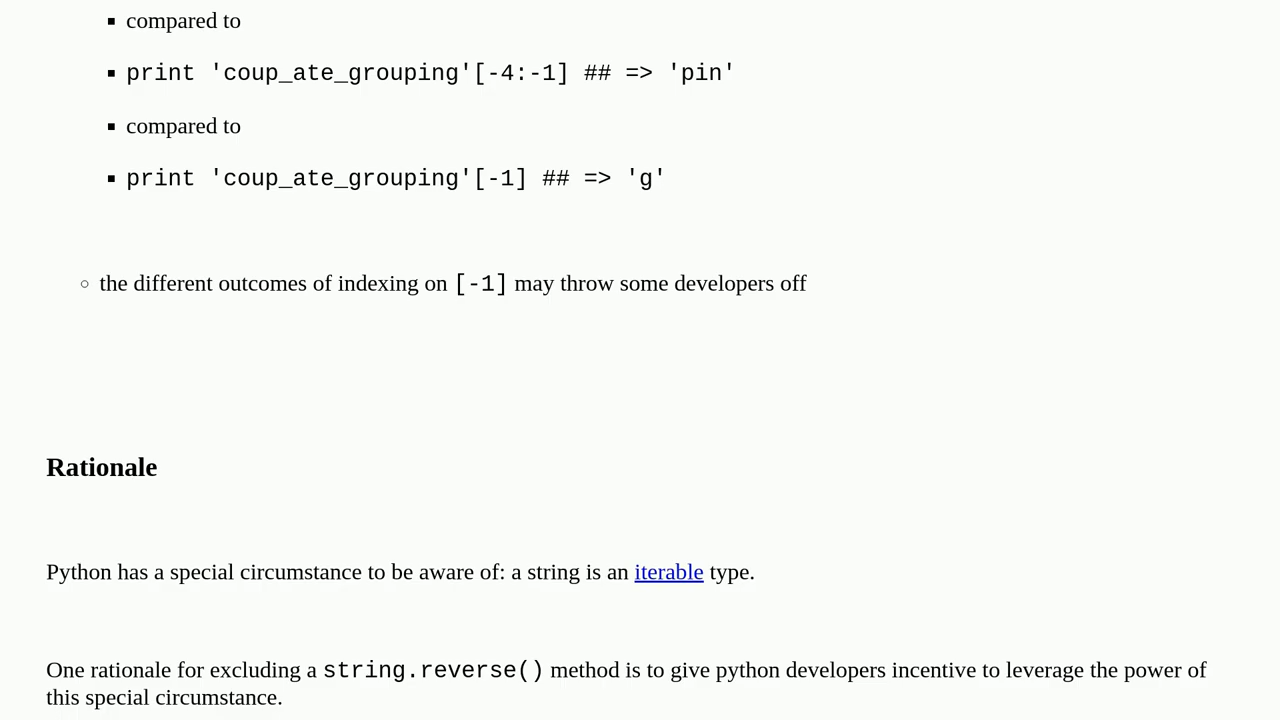 compared to
print 'coup_ate_grouping'[-4:-1] ## => 'pin'
compared to
print 'coup_ate_grouping'[-1] ## => 'g'
the different outcomes of indexing on [-1] may throw some developers off
Rationale
Python has a special circumstance to be aware of: a string is an iterable type.
One rationale for excluding a string.reverse() method is to give python developers incentive to leverage the power of
this special circumstance.